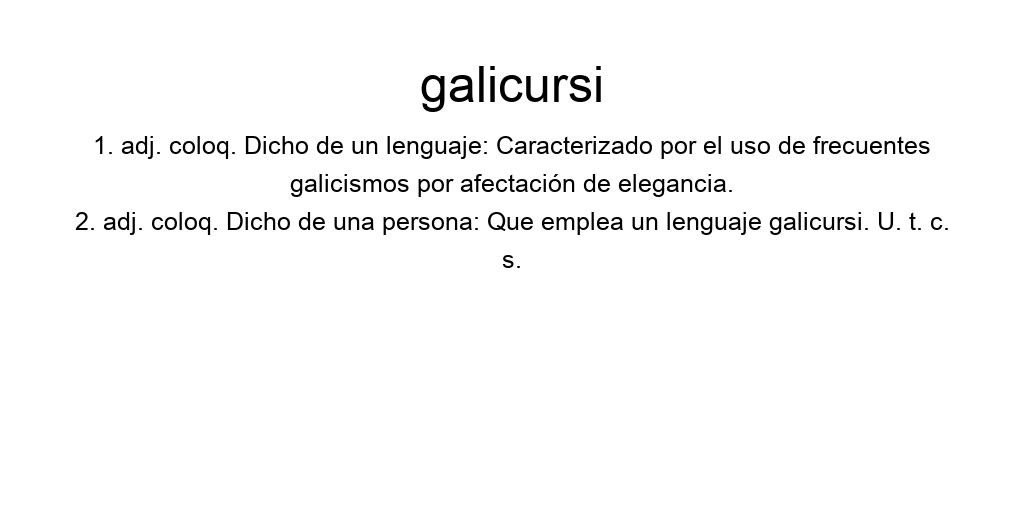 galicursi
1. adj. coloq. Dicho de un lenguaje: Caracterizado por el uso de frecuentes
galicismos por afectación de elegancia.
2. adj. coloq. Dicho de una persona: Que emplea un lenguaje galicursi. U. t. c.
s.